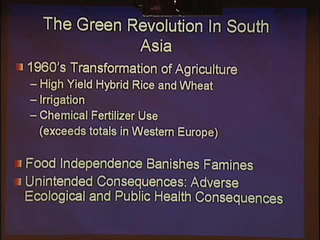 The Green Revolution In South
Asia
1960's Transformation of Agriculture
– High Yield Hybrid Rice and Wheat
– Irrigation
– Chemical Fertilizer Use
(exceeds totals in Western Europe)
Food Independence Banishes Famines
Unintended Consequences: Adverse
Ecological and Public Health Consequences